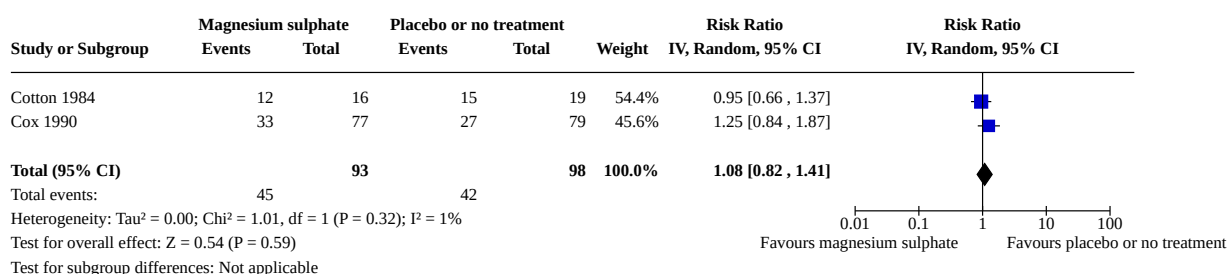 Magnesium sulphate Placebo or no treatment Risk Ratio Risk Ratio
Study or Subgroup Events Total Events Total Weight IV, Random, 95% CI IV, Random, 95% CI
Cotton 1984 12 16 15 19 54.4% 0.95 [0.66 , 1.37]
Cox 1990 33 77 27 79 45.6% 1.25 [0.84 , 1.87]
Total (95% CI) 93 98 100.0% 1.08 [0.82 , 1.41]
Total events: 45 42
Heterogeneity: Tau² = 0.00; Chi² = 1.01, df = 1 (P = 0.32); I² = 1%
0.01 0.1 1 10 100
Test for overall effect: Z = 0.54 (P = 0.59)
Favours magnesium sulphate Favours placebo or no treatment
Test for subgroup differences: Not applicable